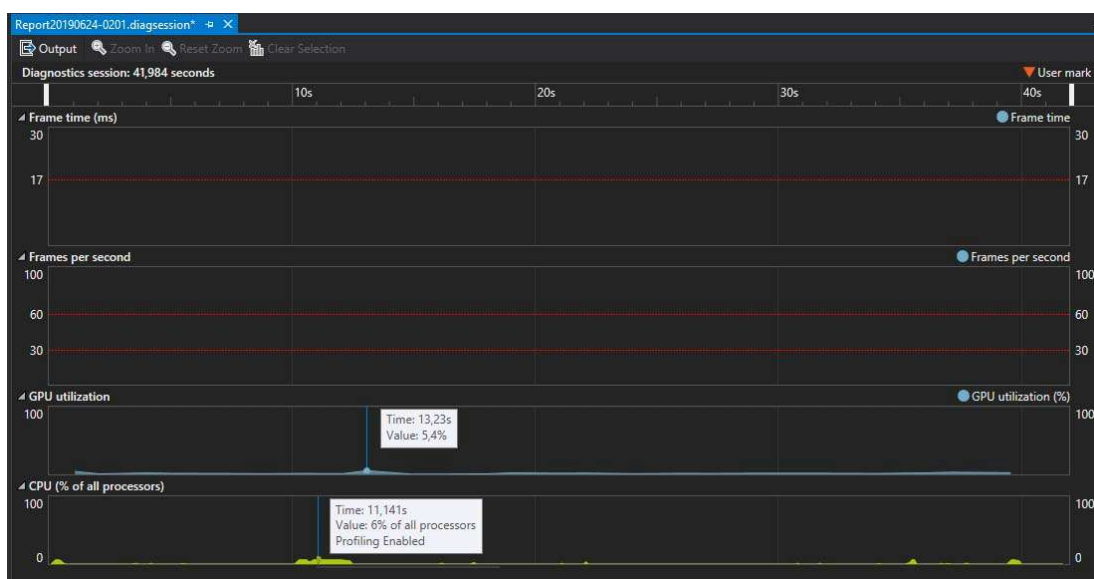 Report20190624-0201.diagsession*
Output Zoom In Reset Zoom Clear Selection
Diagnostics session: 41,984 seconds User mark
10s 20s 30s 40s
Frame time (ms) Frame time
30 30
17 17
Frames per second Frames per second
100 100
60 60
30 30
GPU utilization GPU utilization (%)
100 100
Time: 13,23s
Value: 5,4%
CPU (% of all processors)
100 100
Time: 11,141s
Value: 6% of all processors
Profiling Enabled
0 0